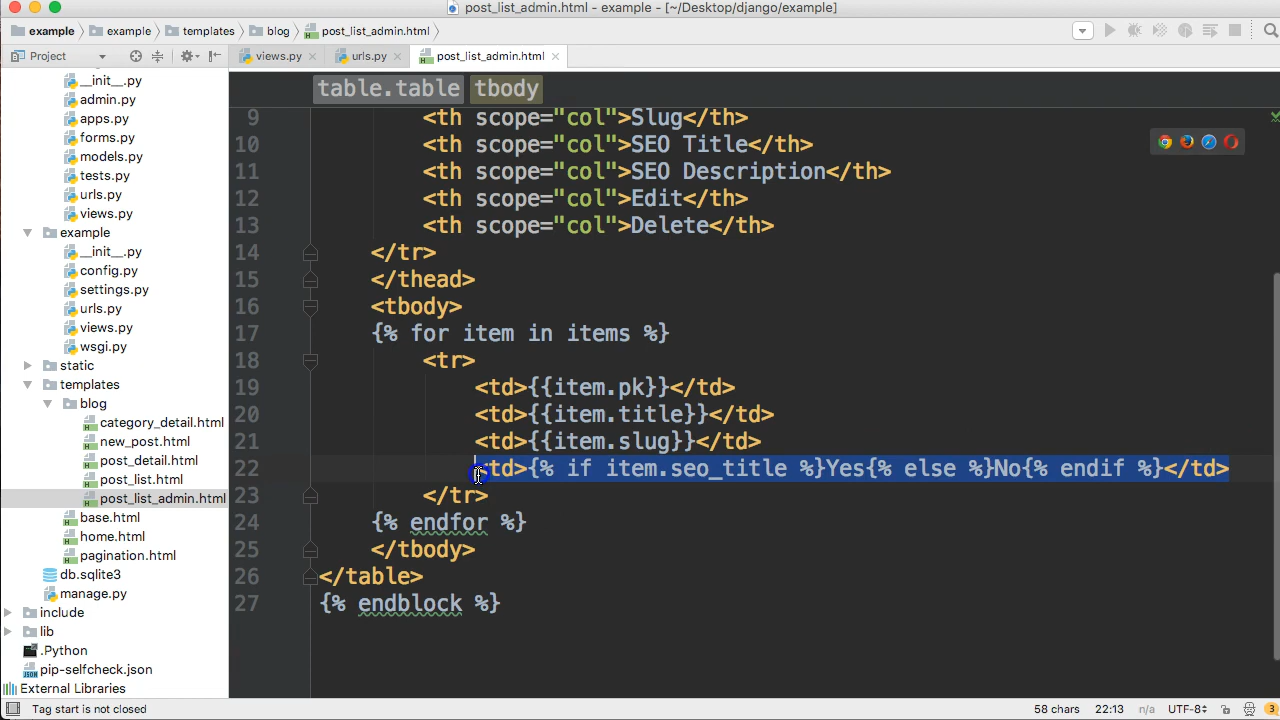 post_list_admin.html - example - [~/Desktop/django/example]
example example templates blog post_list_admin.html
Project views.py urls.py post_list_admin.html
table.table tbody
__init__.py
admin.py
apps.py
forms.py
models.py
tests.py
urls.py
views.py
example
__init__.py
config.py
settings.py
urls.py
views.py
wsgi.py
static
templates
blog
category_detail.html
new_post.html
post_detail.html
post_list.html
post_list_admin.html
base.html
home.html
pagination.html
db.sqlite3
manage.py
include
lib
.Python
pip-selfcheck.json
External Libraries
9 <th scope="col">Slug</th>
10 <th scope="col">SEO Title</th>
11 <th scope="col">SEO Description</th>
12 <th scope="col">Edit</th>
13 <th scope="col">Delete</th>
14 </tr>
15 </thead>
16 <tbody>
17 {% for item in items %}
18 <tr>
19 <td>{{item.pk}}</td>
20 <td>{{item.title}}</td>
21 <td>{{item.slug}}</td>
22 <td>{% if item.seo_title %}Yes{% else %}No{% endif %}</td>
23 </tr>
24 {% endfor %}
25 </tbody>
26 </table>
27 {% endblock %}
Tag start is not closed 58 chars 22:13 n/a UTF-8 3